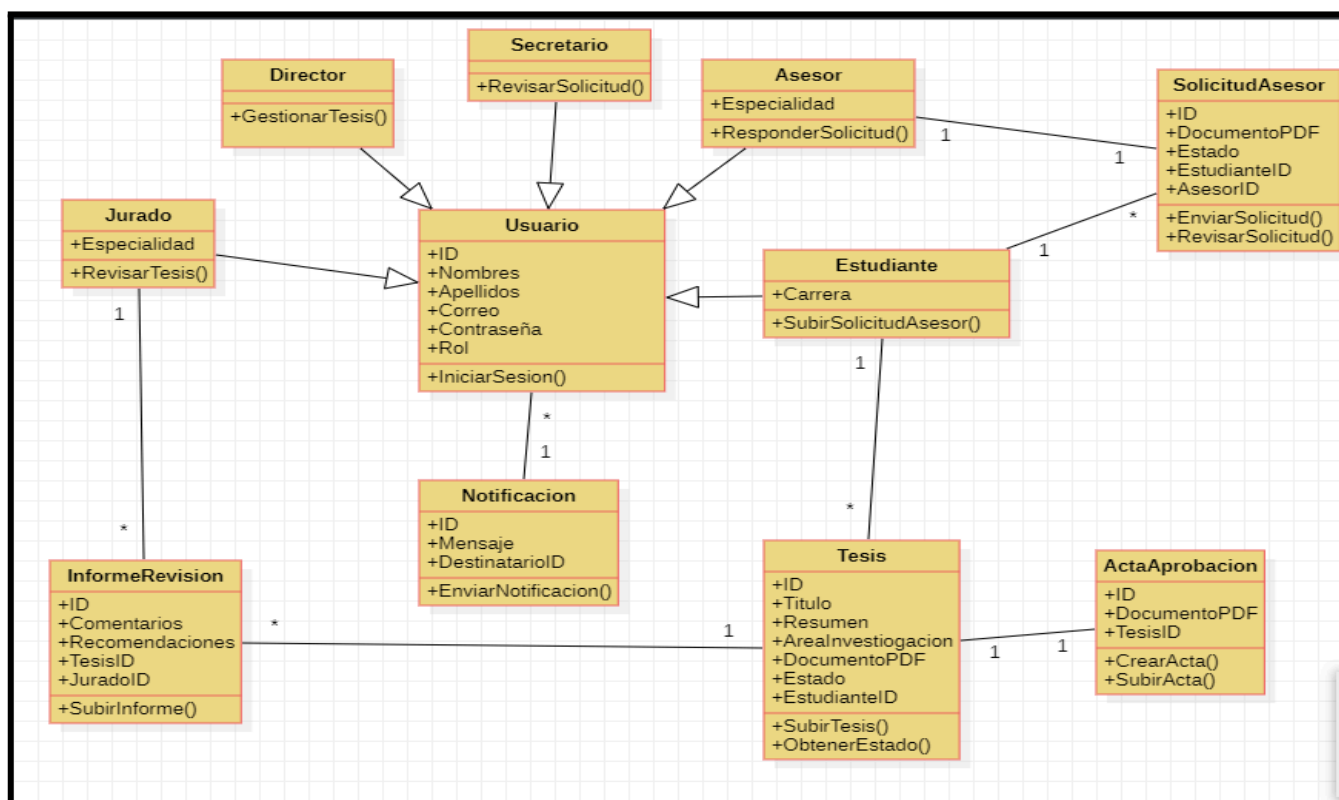 Secretario
+RevisarSolicitud()
Director
+GestionarTesis()
Asesor
+Especialidad
+ResponderSolicitud()
1
1
SolicitudAsesor
+ID
+DocumentoPDF
+Estado
+EstudianteID
+AsesorID
+EnviarSolicitud()
+RevisarSolicitud()
*
1
Jurado
+Especialidad
+RevisarTesis()
1
*
Usuario
+ID
+Nombres
+Apellidos
+Correo
+Contraseña
+Rol
+IniciarSesion()
*
1
Estudiante
+Carrera
+SubirSolicitudAsesor()
1
*
Notificacion
+ID
+Mensaje
+DestinatarioID
+EnviarNotificacion()
InformeRevision
+ID
+Comentarios
+Recomendaciones
+TesisID
+JuradoID
+SubirInforme()
*
1
Tesis
+ID
+Titulo
+Resumen
+AreaInvestiogacion
+DocumentoPDF
+Estado
+EstudianteID
+SubirTesis()
+ObtenerEstado()
1
1
ActaAprobacion
+ID
+DocumentoPDF
+TesisID
+CrearActa()
+SubirActa()